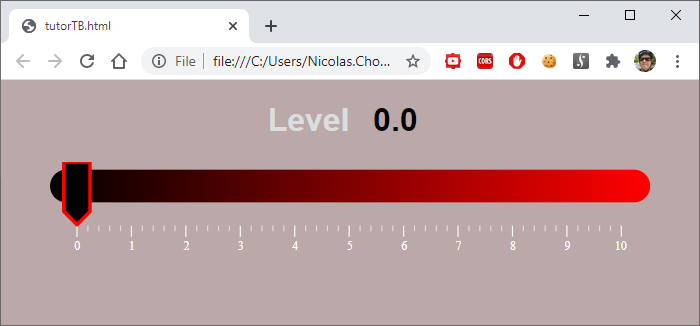 tutorTB.html
File file:///C:/Users/Nicolas.Cho...
CORS
Level 0.0
0 1 2 3 4 5 6 7 8 9 10